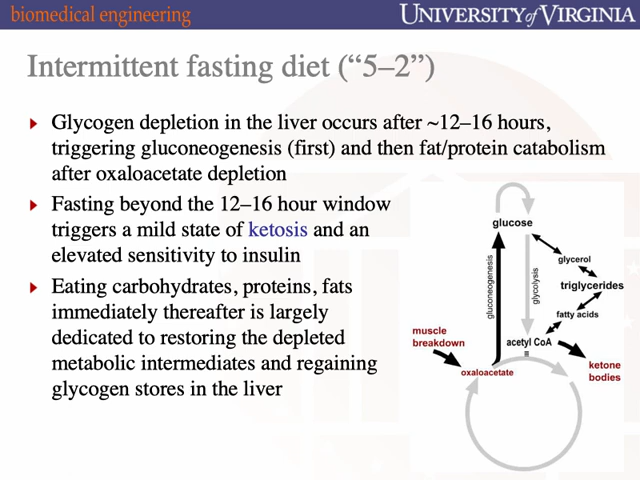 biomedical engineering
UNIVERSITY of VIRGINIA
Intermittent fasting diet (“5–2”)
Glycogen depletion in the liver occurs after ~12–16 hours,
triggering gluconeogenesis (first) and then fat/protein catabolism
after oxaloacetate depletion
Fasting beyond the 12–16 hour window
triggers a mild state of ketosis and an
elevated sensitivity to insulin
Eating carbohydrates, proteins, fats
immediately thereafter is largely
dedicated to restoring the depleted
metabolic intermediates and regaining
glycogen stores in the liver
glucose
gluconeogenesis
glycolysis
glycerol
triglycerides
fatty acids
muscle
breakdown
acetyl CoA
=
oxaloacetate
ketone
bodies